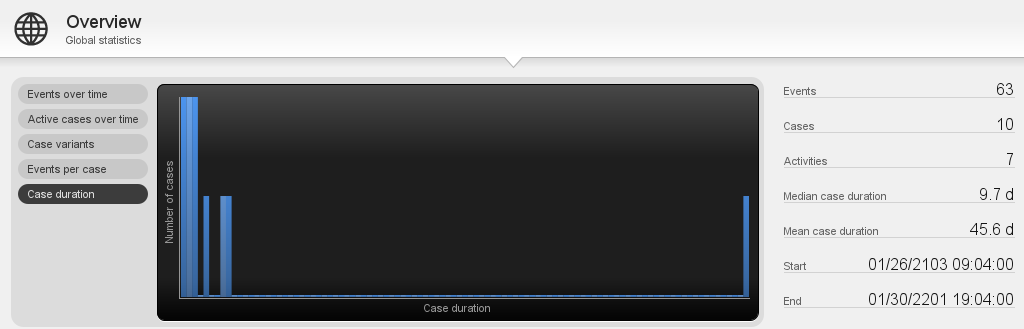 Overview
Global statistics
Events over time
Active cases over time
Case variants
Events per case
Case duration
Number of cases
Case duration
Events 63
Cases 10
Activities 7
Median case duration 9.7 d
Mean case duration 45.6 d
Start 01/26/2103 09:04:00
End 01/30/2201 19:04:00